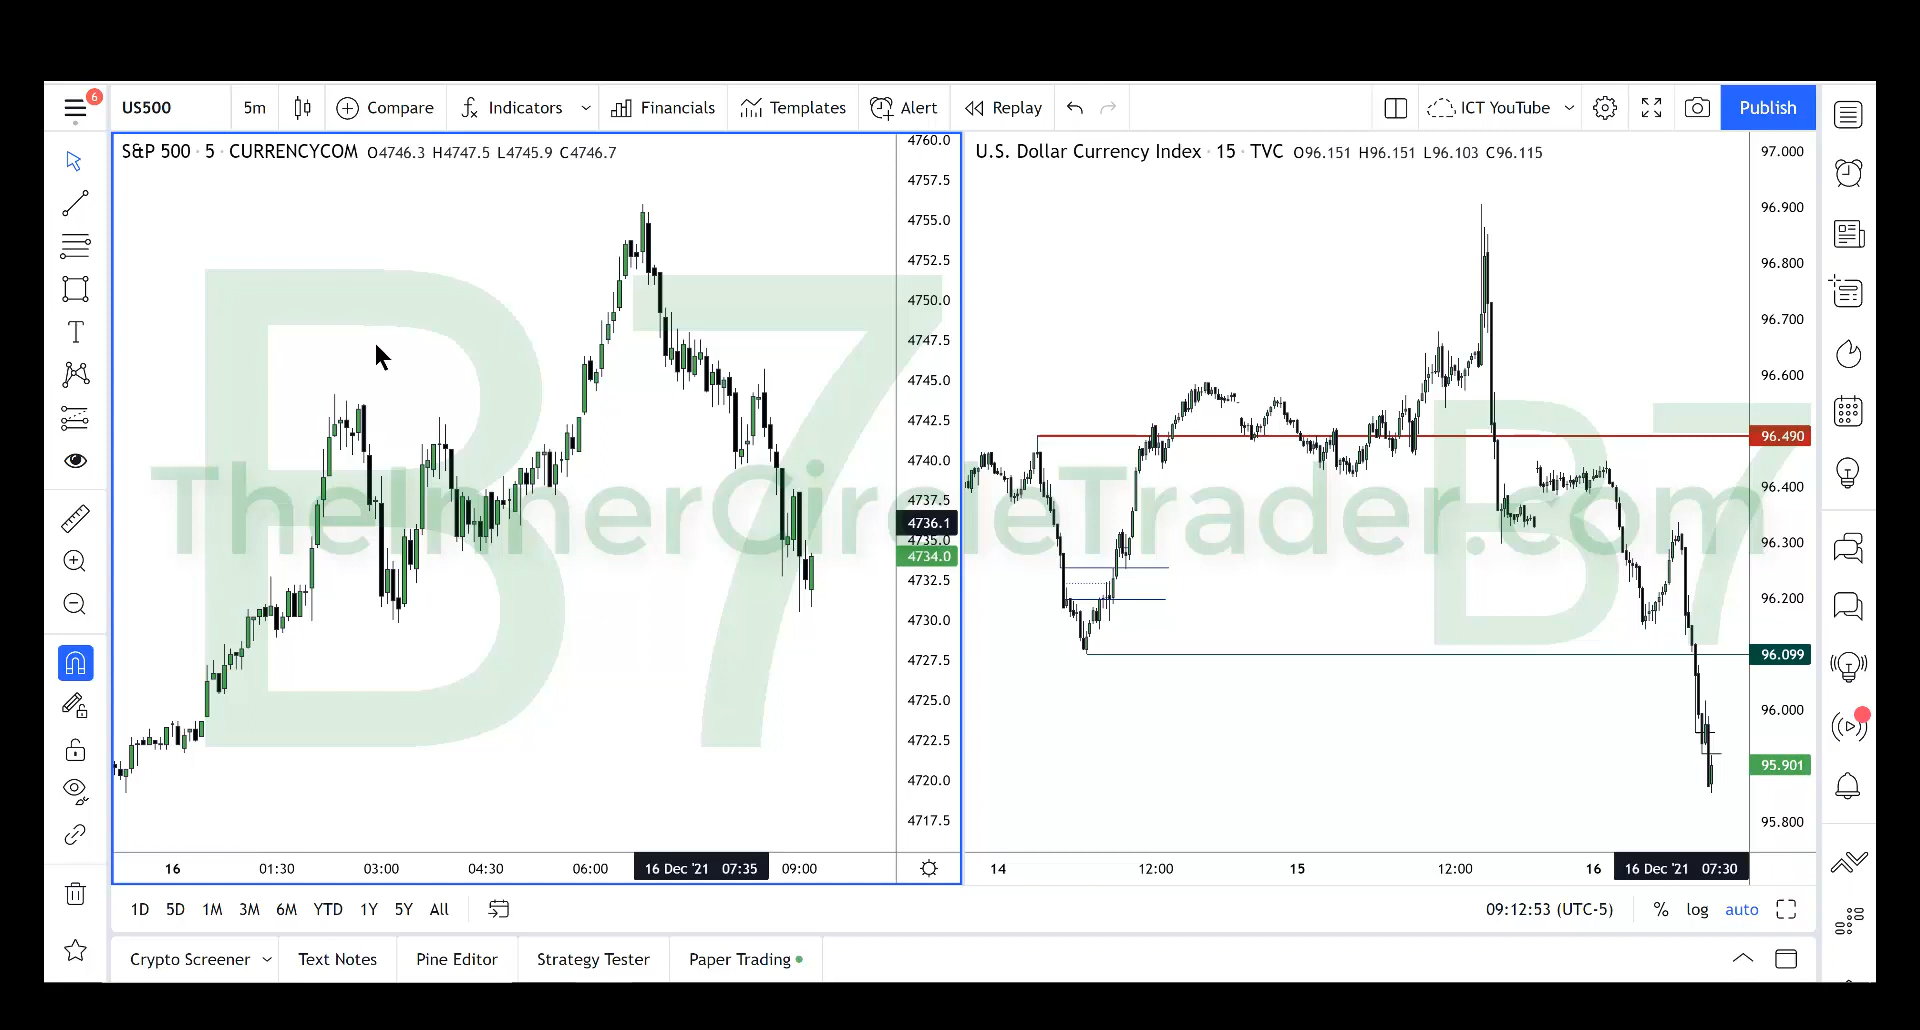 6
US500
5m
Compare
Indicators
Financials
Templates
Alert
Replay
ICT YouTube
Publish
S&P 500 · 5 · CURRENCYCOM O4746.3 H4747.5 L4745.9 C4746.7
4760.0
4757.5
4755.0
4752.5
4750.0
4747.5
4745.0
4742.5
4740.0
4737.5
4736.1
4735.0
4734.0
4732.5
4730.0
4727.5
4725.0
4722.5
4720.0
4717.5
U.S. Dollar Currency Index · 15 · TVC O96.151 H96.151 L96.103 C96.115
97.000
96.900
96.800
96.700
96.600
96.490
96.400
96.300
96.200
96.099
96.000
95.901
95.800
B7
B7
TheInnerCircleTrader.com
16 01:30 03:00 04:30 06:00 16 Dec '21 07:35 09:00
14 12:00 15 12:00 16 16 Dec '21 07:30
1D 5D 1M 3M 6M YTD 1Y 5Y All
09:12:53 (UTC-5) % log auto
Crypto Screener Text Notes Pine Editor Strategy Tester Paper Trading